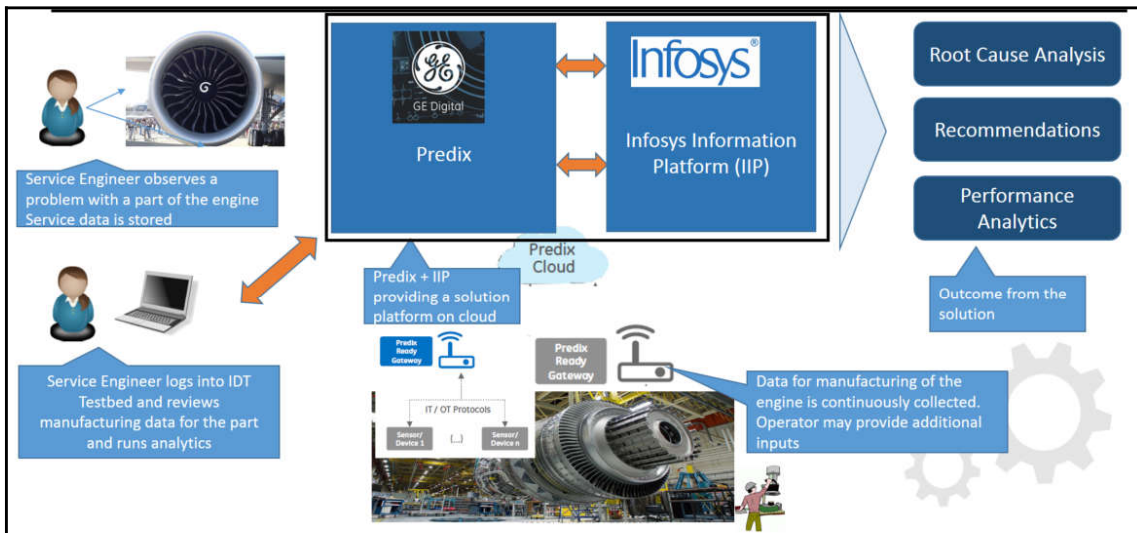 Service Engineer observes a
problem with a part of the engine
Service data is stored
GE Digital
Predix
Infosys®
Infosys Information
Platform (IIP)
Root Cause Analysis
Recommendations
Performance
Analytics
Outcome from the
solution
Predix
Cloud
Predix + IIP
providing a solution
platform on cloud
Service Engineer logs into IDT
Testbed and reviews
manufacturing data for the part
and runs analytics
Predix
Ready
Gateway
IT / OT Protocols
Sensor/
Device 1
(...)
Sensor/
Device n
Predix
Ready
Gateway
Data for manufacturing of the
engine is continuously collected.
Operator may provide additional
inputs